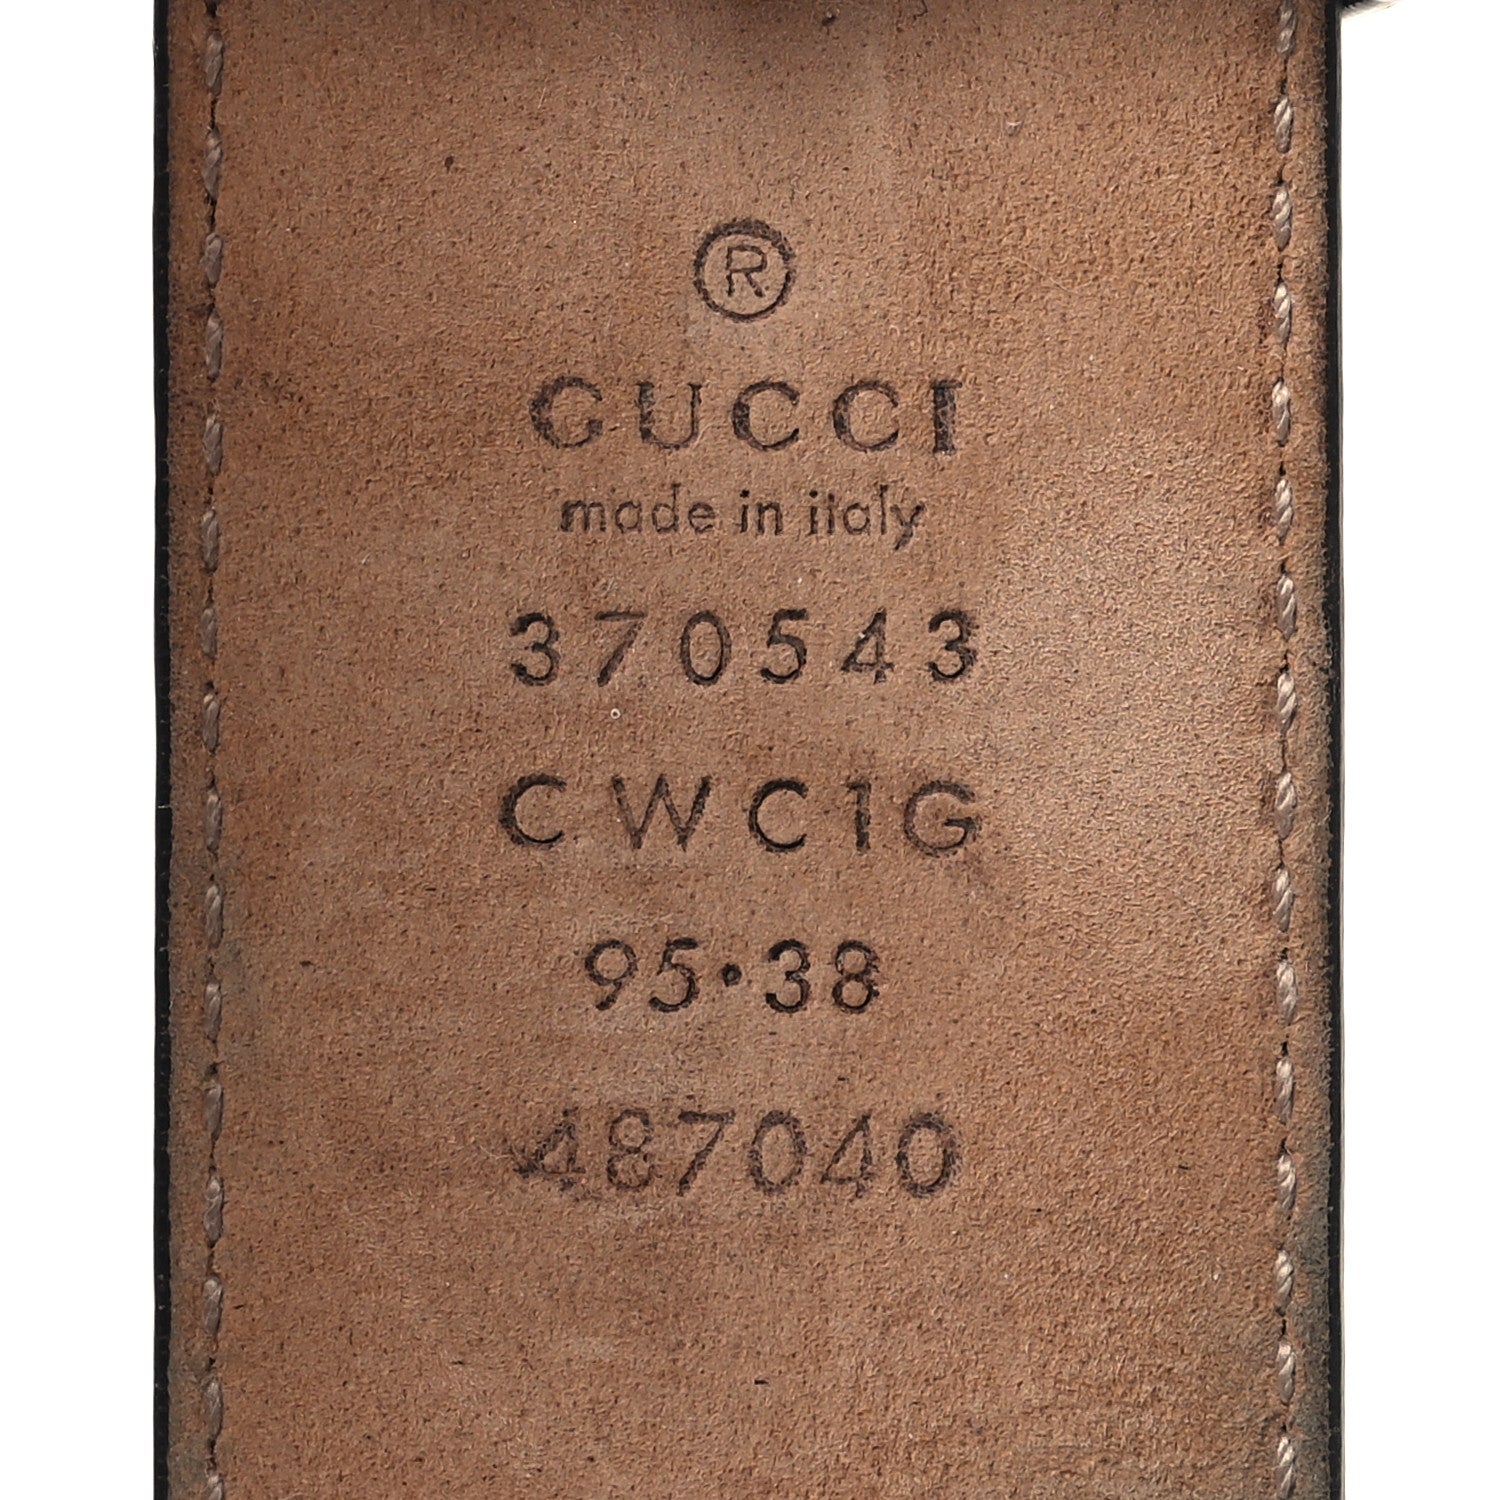 ®
GUCCI
made in italy
370543
CWC1G
95·38
487040